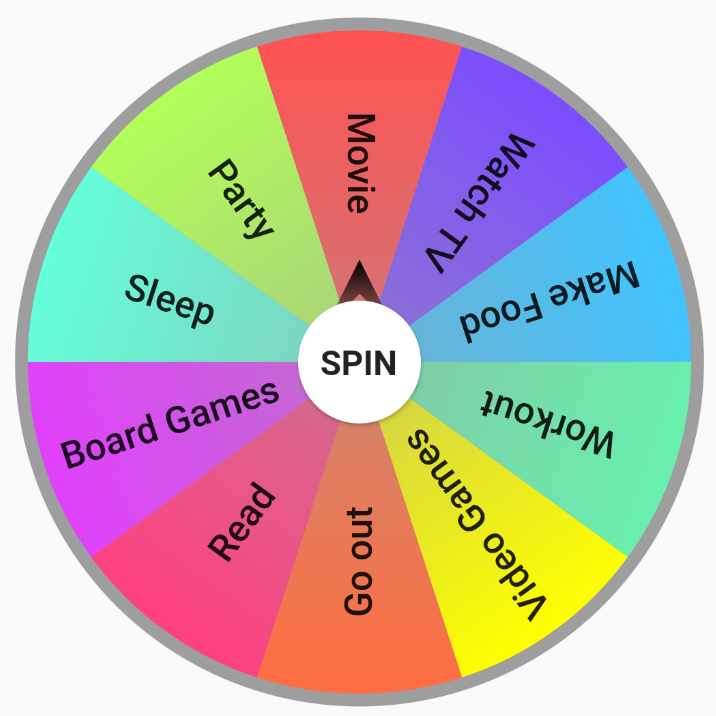 Movie
Watch TV
Make Food
Workout
Video Games
Go out
Read
Board Games
Sleep
Party
SPIN